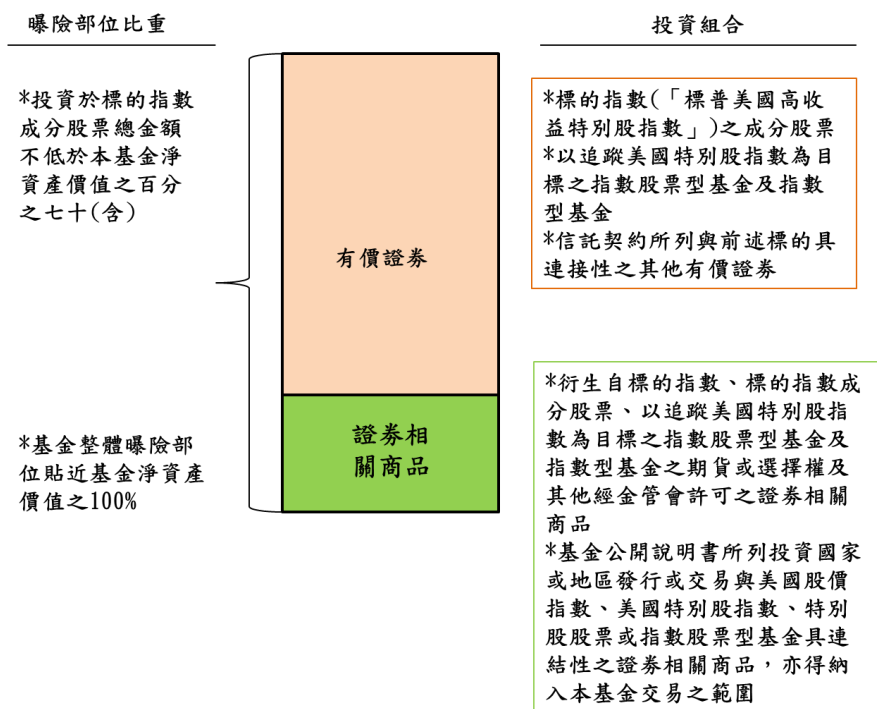 曝險部位比重
投資組合
*投資於標的指數
成分股票總金額
不低於本基金淨
資產價值之百分
之七十(含)
*基金整體曝險部
位貼近基金淨資產
價值之100%
有價證券
證券相
關商品
*標的指數(「標普美國高收
益特別股指數」)之成分股票
*以追蹤美國特別股指數為目
標之指數股票型基金及指數
型基金
*信託契約所列與前述標的具
連接性之其他有價證券
*衍生自標的指數、標的指數成
分股票、以追蹤美國特別股指
數為目標之指數股票型基金及
指數型基金之期貨或選擇權及
其他經金管會許可之證券相關
商品
*基金公開說明書所列投資國家
或地區發行或交易與美國股價
指數、美國特別股指數、特別
股股票或指數股票型基金具連
結性之證券相關商品，亦得納
入本基金交易之範圍